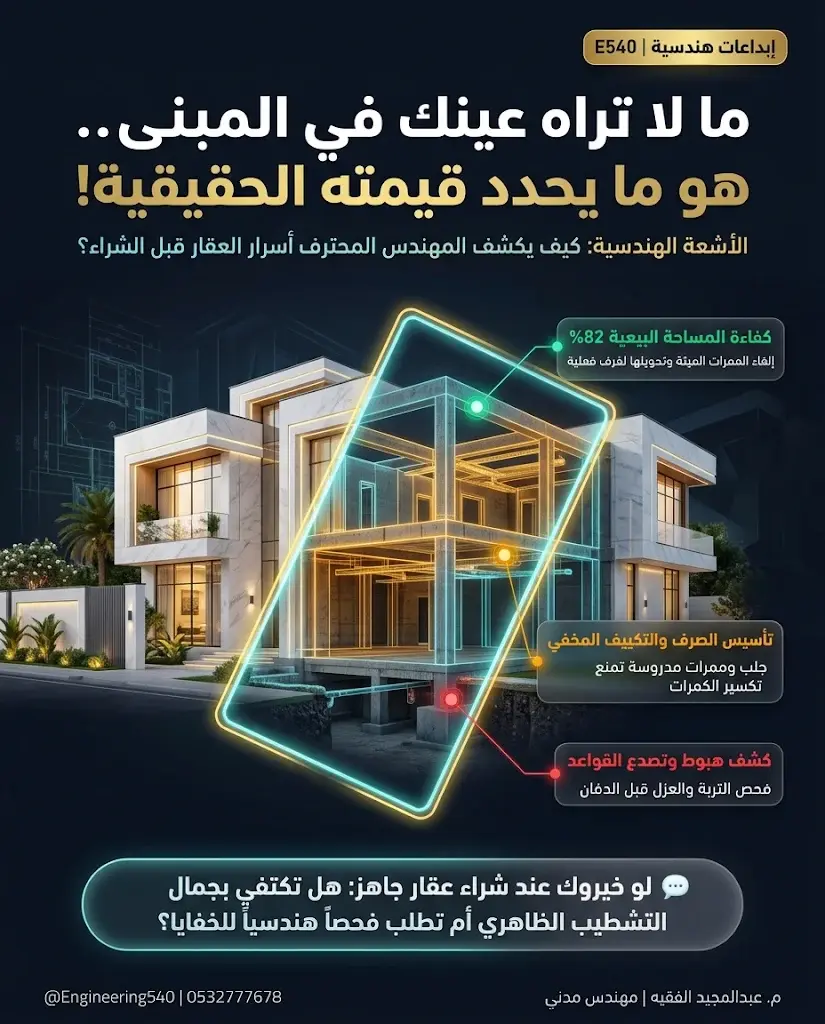 إبداعات هندسية | E540
ما لا تراه عينك في المبنى..
هو ما يحدد قيمته الحقيقية!
الأشعة الهندسية: كيف يكشف المهندس المحترف أسرار العقار قبل الشراء؟
كفاءة المساحة البيعية 82%
إلغاء الممرات الميتة وتحويلها لغرف فعلية
تأسيس الصرف والتكييف المخفي
جلب وممرات مدروسة تمنع
تكسير الكمرات
كشف هبوط وتصدع القواعد
فحص التربة والعزل قبل الدفان
💬 لو خيروك عند شراء عقار جاهز: هل تكتفي بجمال
التشطيب الظاهري أم تطلب فحصاً هندسياً للخفايا؟
م. عبدالمجيد الفقيه | مهندس مدني
@Engineering540 | 0532777678